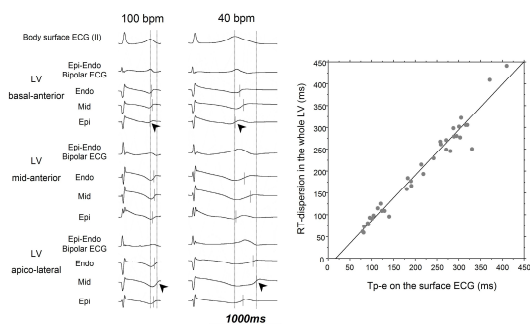 100 bpm 40 bpm
Body surface ECG (II)
LV
basal-anterior
Epi-Endo
Bipolar ECG
Endo
Mid
Epi
LV
mid-anterior
Epi-Endo
Bipolar ECG
Endo
Mid
Epi
LV
apico-lateral
Epi-Endo
Bipolar ECG
Endo
Mid
Epi
1000ms
RT-dispersion in the whole LV (ms)
450
400
350
300
250
200
150
100
50
0
0 50 100 150 200 250 300 350 400 450
Tp-e on the surface ECG (ms)